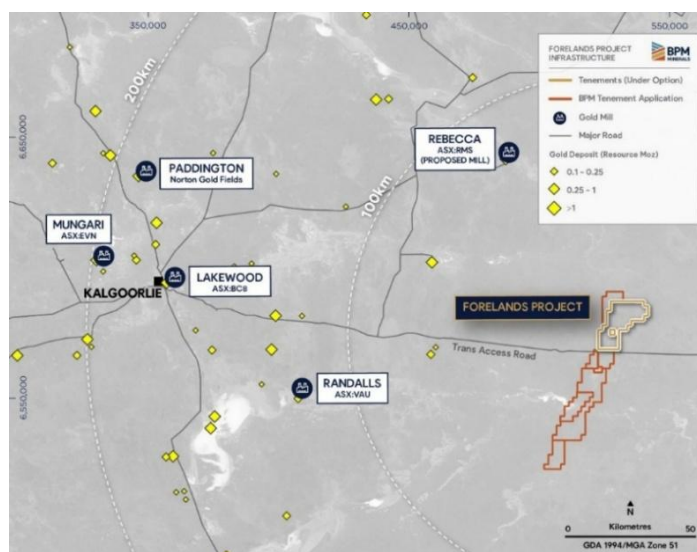 350,000
450,000
550,000
FORELANDS PROJECT
INFRASTRUCTURE
BPM
MINERALS
Tenements (Under Option)
BPM Tenement Application
Gold Mill
Major Road
Gold Deposit (Resource Moz)
0.1 - 0.25
0.25 - 1
>1
200km
6,650,000
PADDINGTON
Norton Gold Fields
REBECCA
ASX:RMS
(PROPOSED MILL)
100km
MUNGARI
ASX:EVN
LAKEWOOD
ASX:BC8
KALGOORLIE
FORELANDS PROJECT
Trans Access Road
6,550,000
RANDALLS
ASX:VAU
N
Kilometres
0
50
GDA 1994/MGA Zone 51